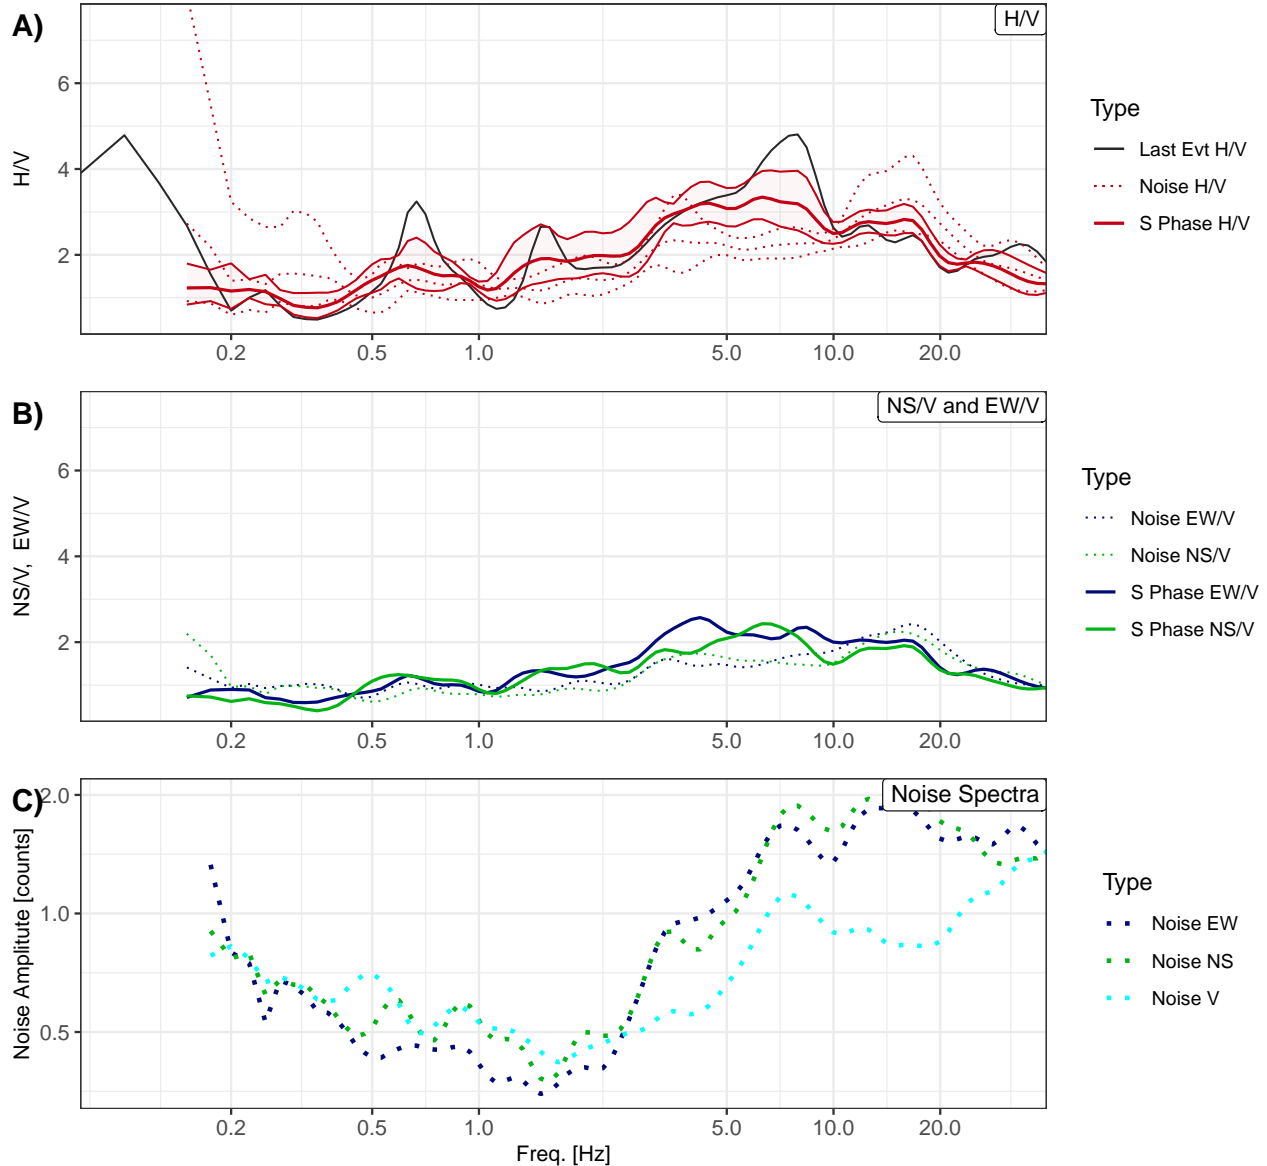 A)
H/V
6
4
2
H/V
0.2 0.5 1.0 5.0 10.0 20.0
Type
Last Evt H/V
Noise H/V
S Phase H/V
B)
NS/V and EW/V
6
4
2
NS/V, EW/V
0.2 0.5 1.0 5.0 10.0 20.0
Type
Noise EW/V
Noise NS/V
S Phase EW/V
S Phase NS/V
C)
Noise Spectra
2.0
1.0
0.5
Noise Amplitute [counts]
0.2 0.5 1.0 5.0 10.0 20.0
Freq. [Hz]
Type
Noise EW
Noise NS
Noise V